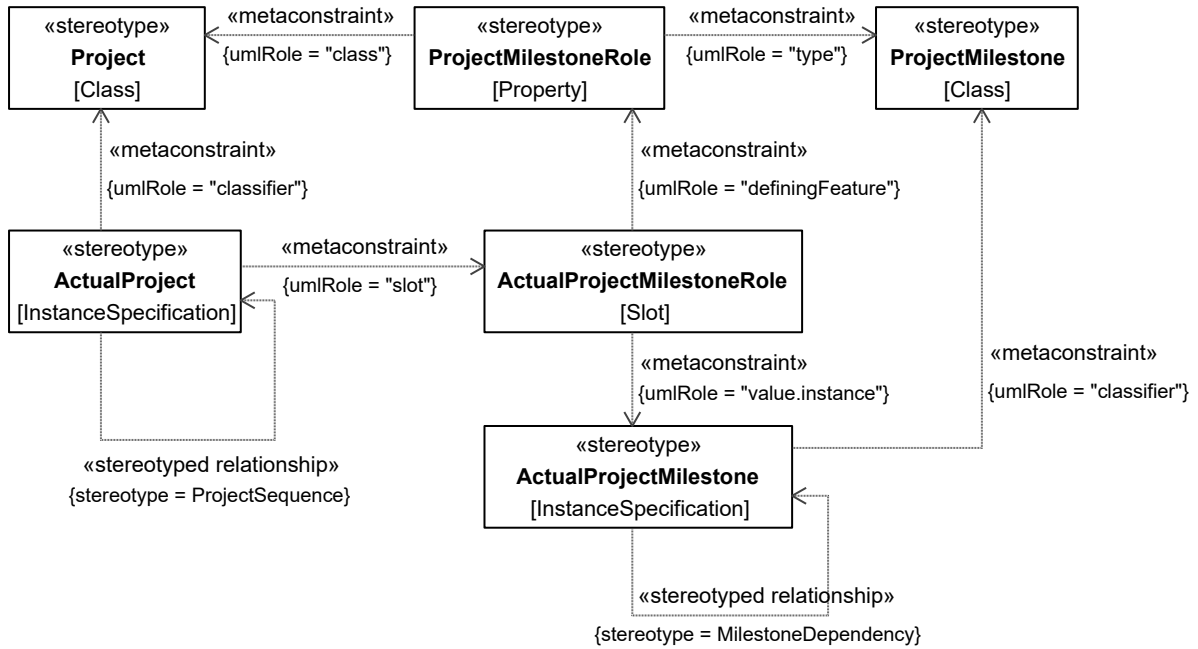 «stereotype»
Project
[Class]
«metaconstraint»
{umlRole = "class"}
«stereotype»
ProjectMilestoneRole
[Property]
«metaconstraint»
{umlRole = "type"}
«stereotype»
ProjectMilestone
[Class]
«metaconstraint»
{umlRole = "classifier"}
«metaconstraint»
{umlRole = "definingFeature"}
«stereotype»
ActualProject
[InstanceSpecification]
«metaconstraint»
{umlRole = "slot"}
«stereotype»
ActualProjectMilestoneRole
[Slot]
«metaconstraint»
{umlRole = "value.instance"}
«metaconstraint»
{umlRole = "classifier"}
«stereotyped relationship»
{stereotype = ProjectSequence}
«stereotype»
ActualProjectMilestone
[InstanceSpecification]
«stereotyped relationship»
{stereotype = MilestoneDependency}